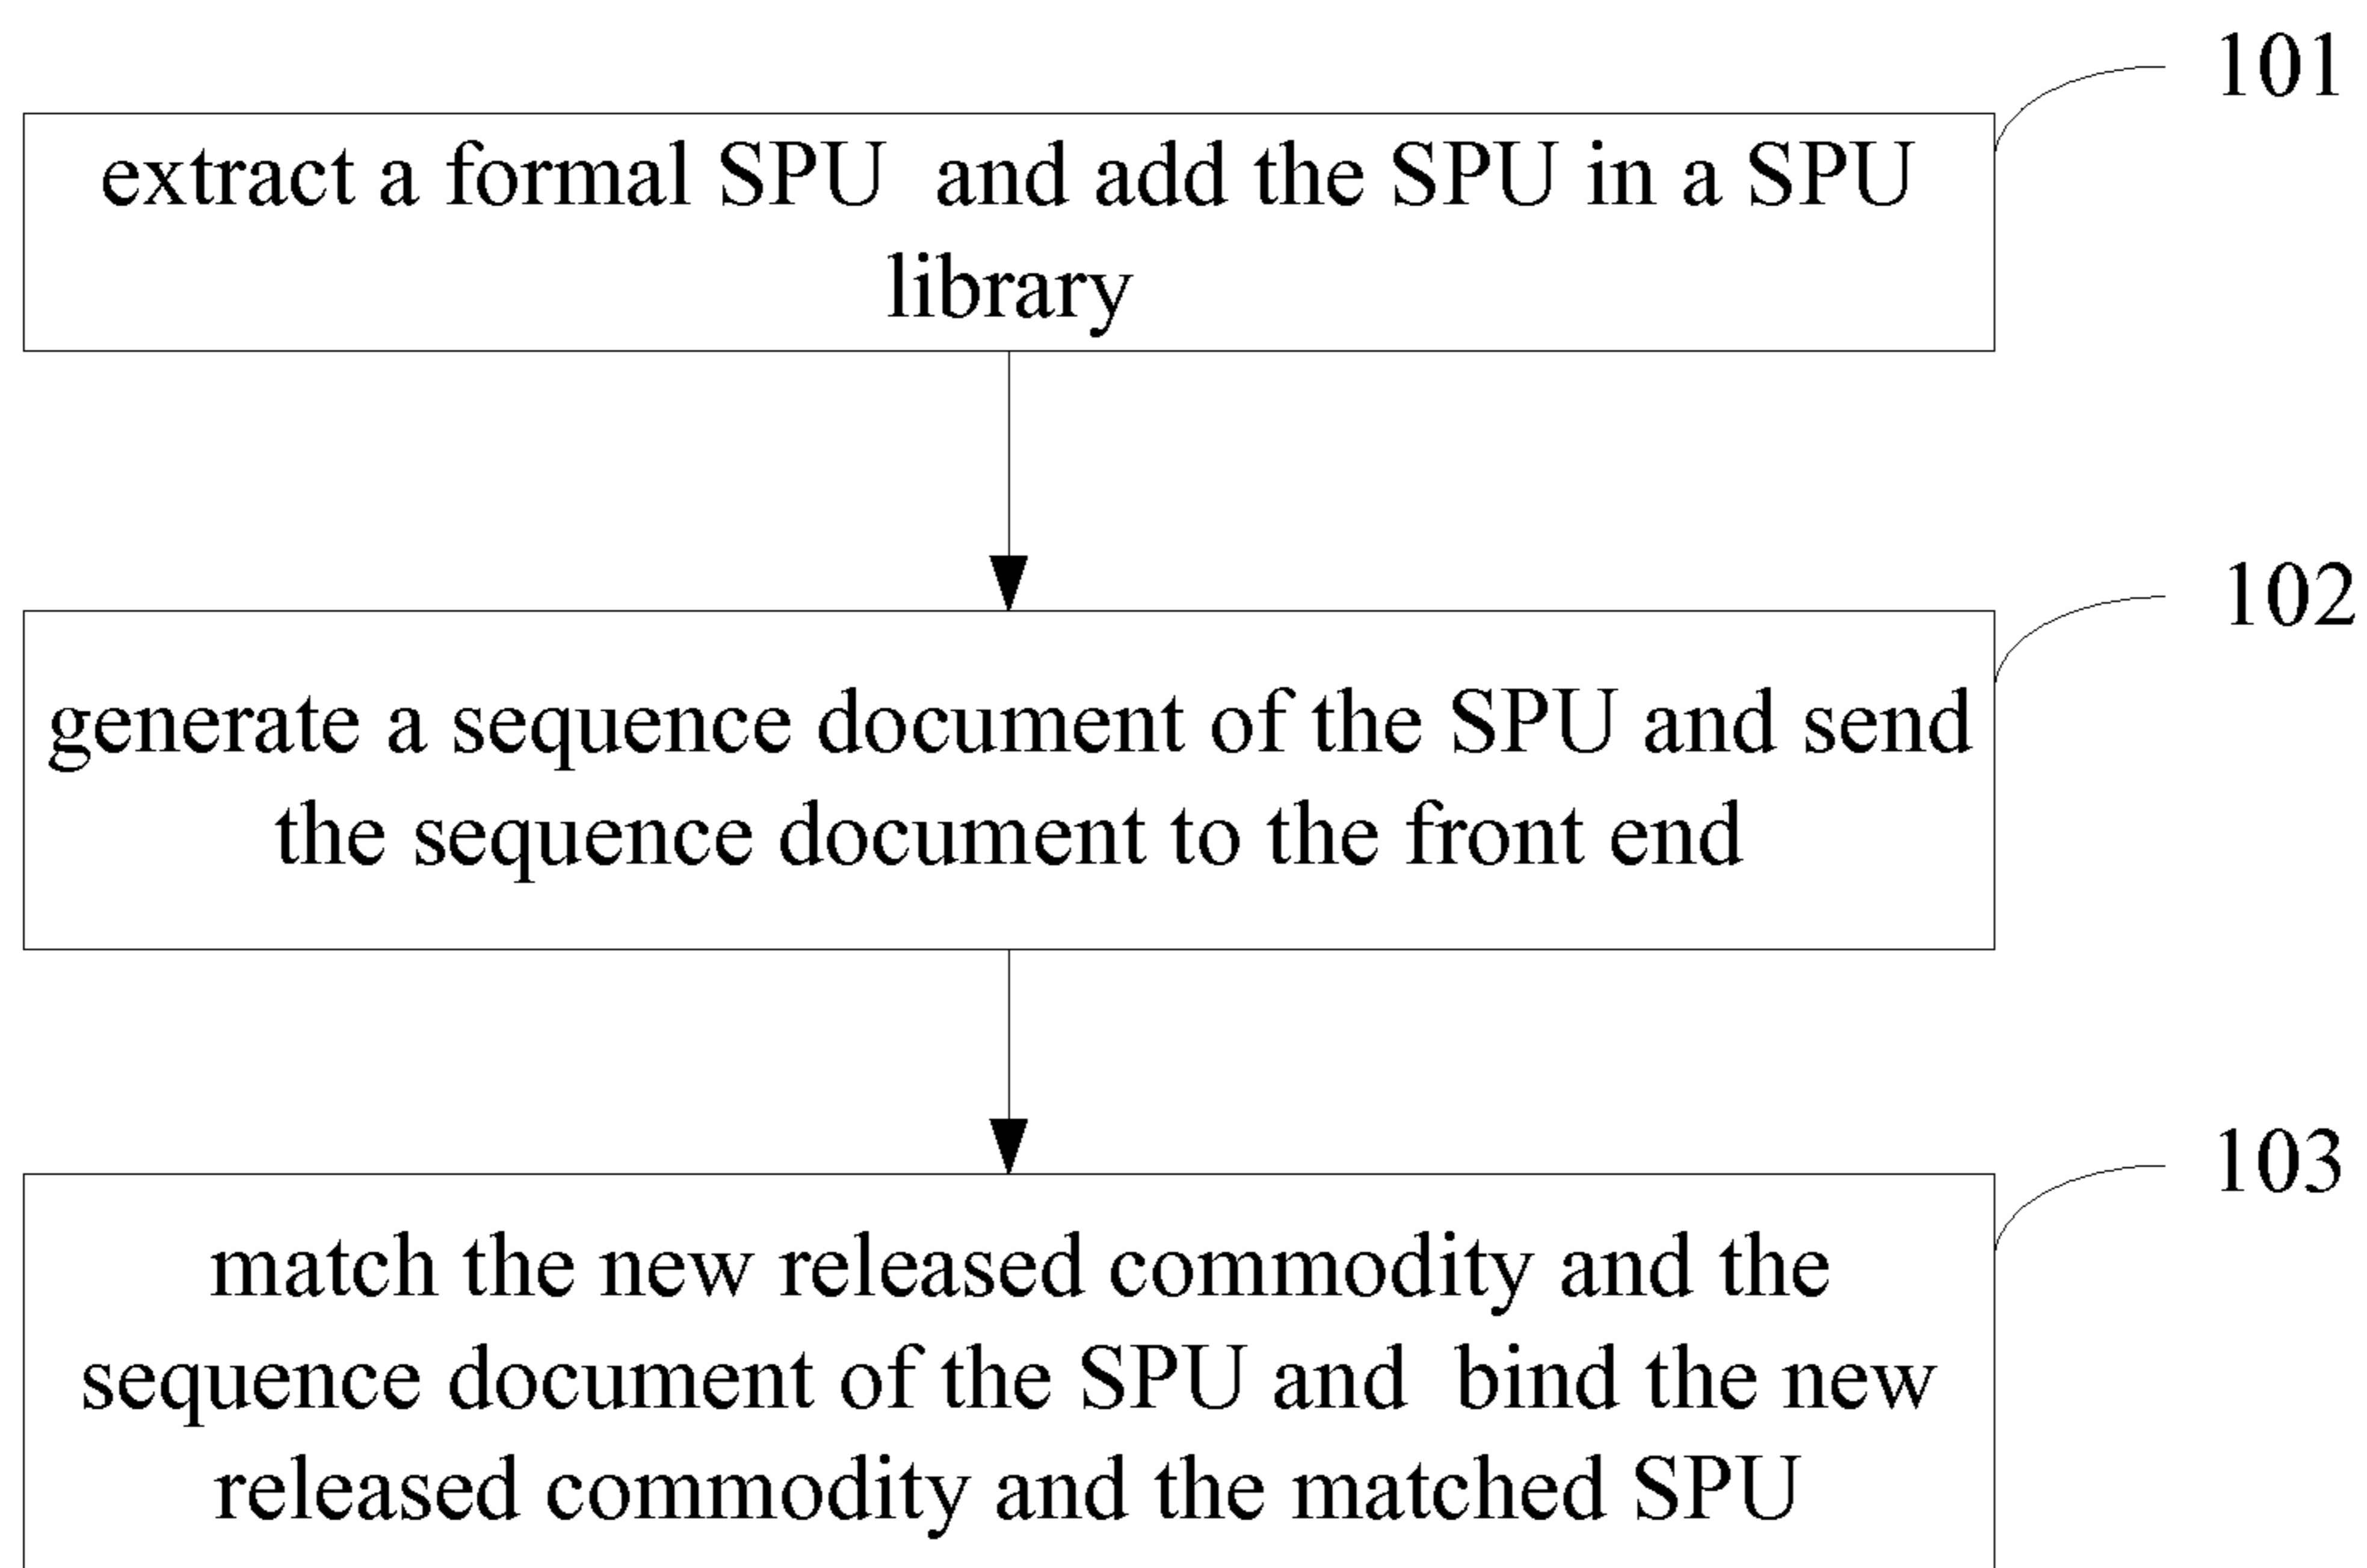 101
extract a formal SPU and add the SPU in a SPU
library
102
generate a sequence document of the SPU and send
the sequence document to the front end
103
match the new released commodity and the
sequence document of the SPU and bind the new
released commodity and the matched SPU